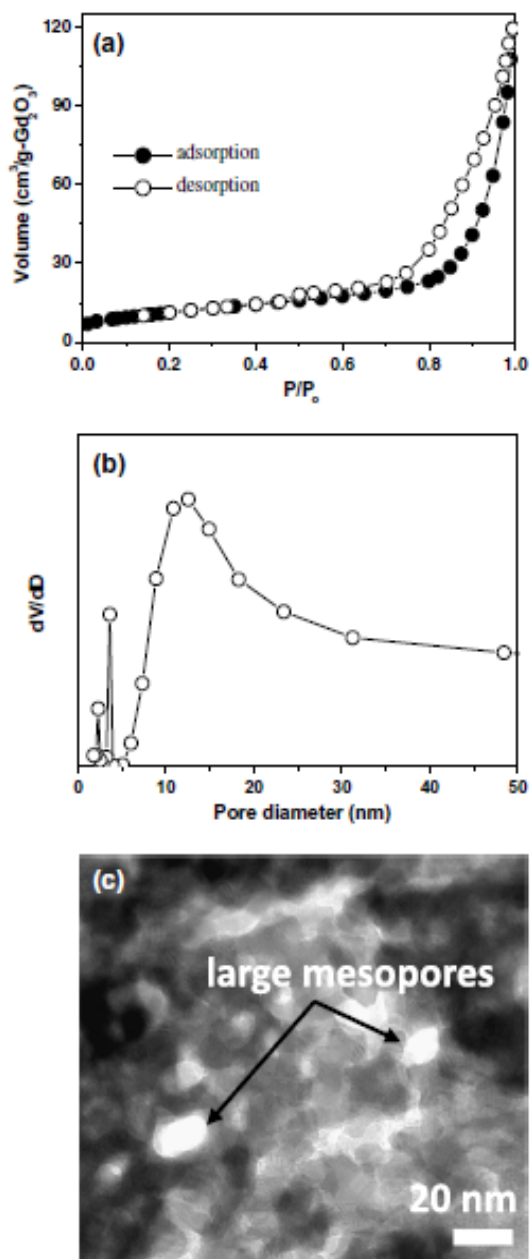 (a)
Volume (cm³/g-Gd₂O₃)
120
90
60
30
0
adsorption
desorption
0.0 0.2 0.4 0.6 0.8 1.0
P/Pₒ
(b)
dV/dD
0 10 20 30 40 50
Pore diameter (nm)
(c)
large mesopores
20 nm